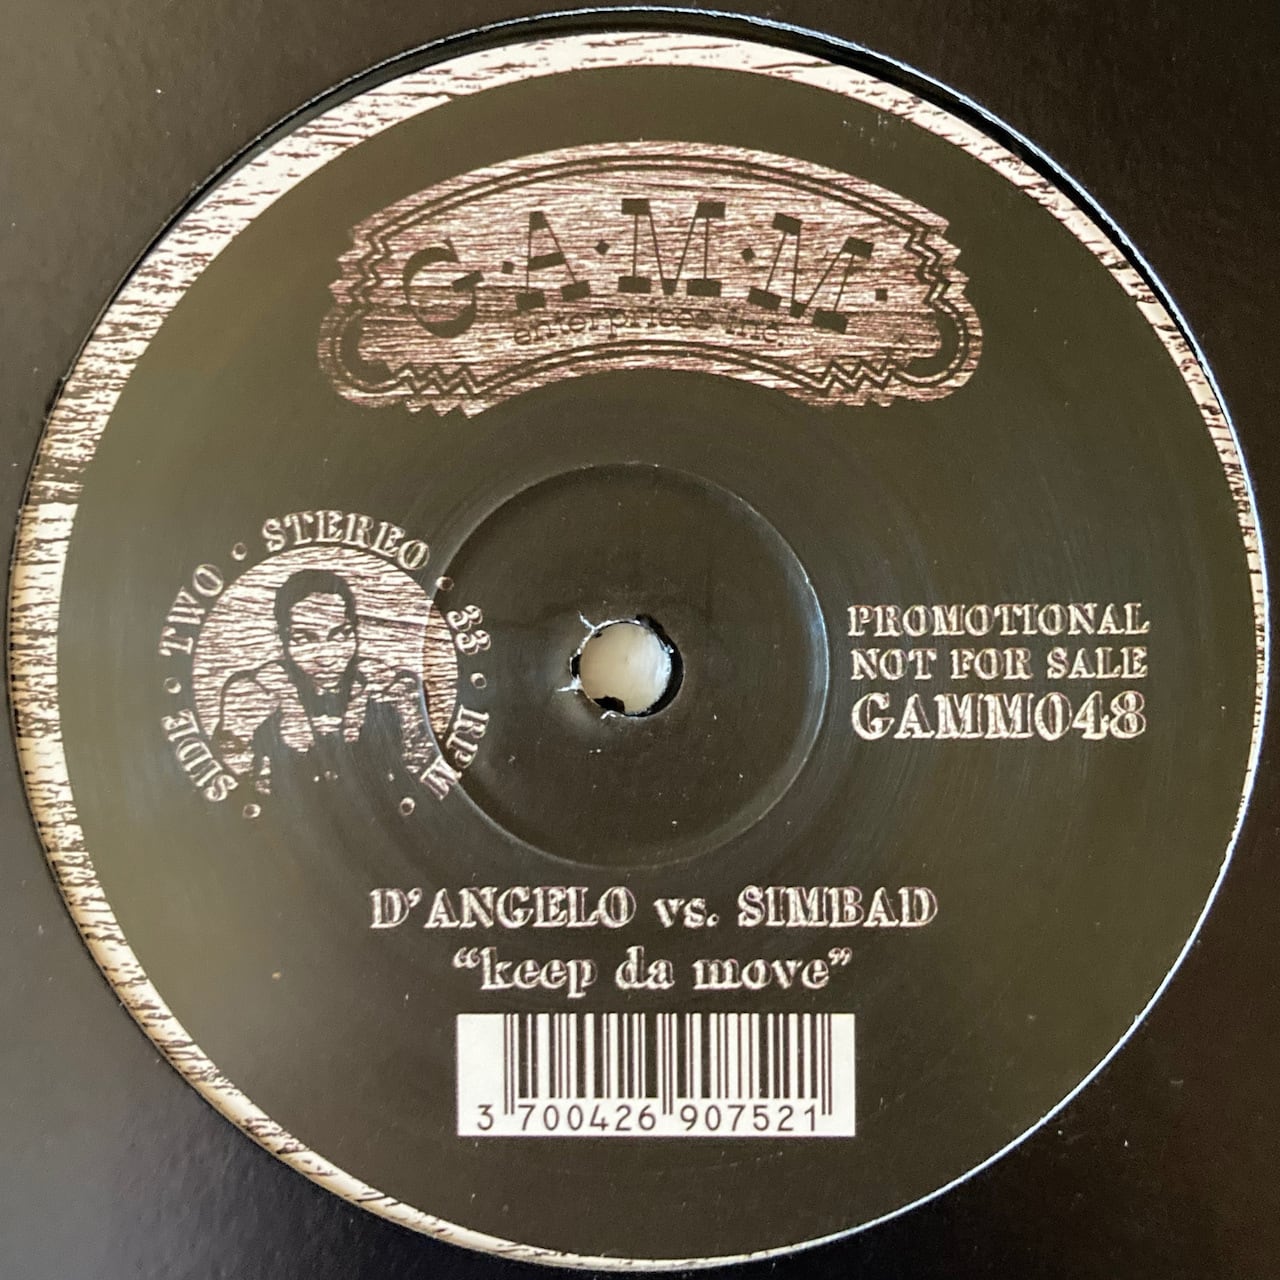 G·A·M·M·
enterprices inc.
SIDE · TWO · STEREO · 33 · RPM ·
PROMOTIONAL
NOT FOR SALE
GAMM048
D'ANGELO vs. SIMBAD
“keep da move”
3 700426 907521